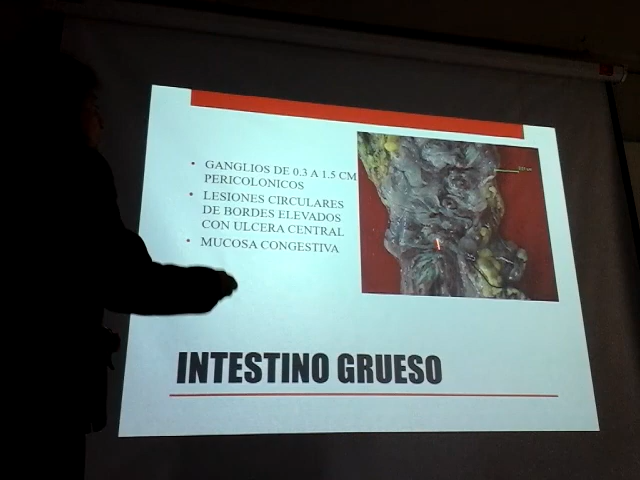 • GANGLIOS DE 0.3 A 1.5 CM
PERICOLONICOS
• LESIONES CIRCULARES
DE BORDES ELEVADOS
CON ULCERA CENTRAL
• MUCOSA CONGESTIVA
INTESTINO GRUESO